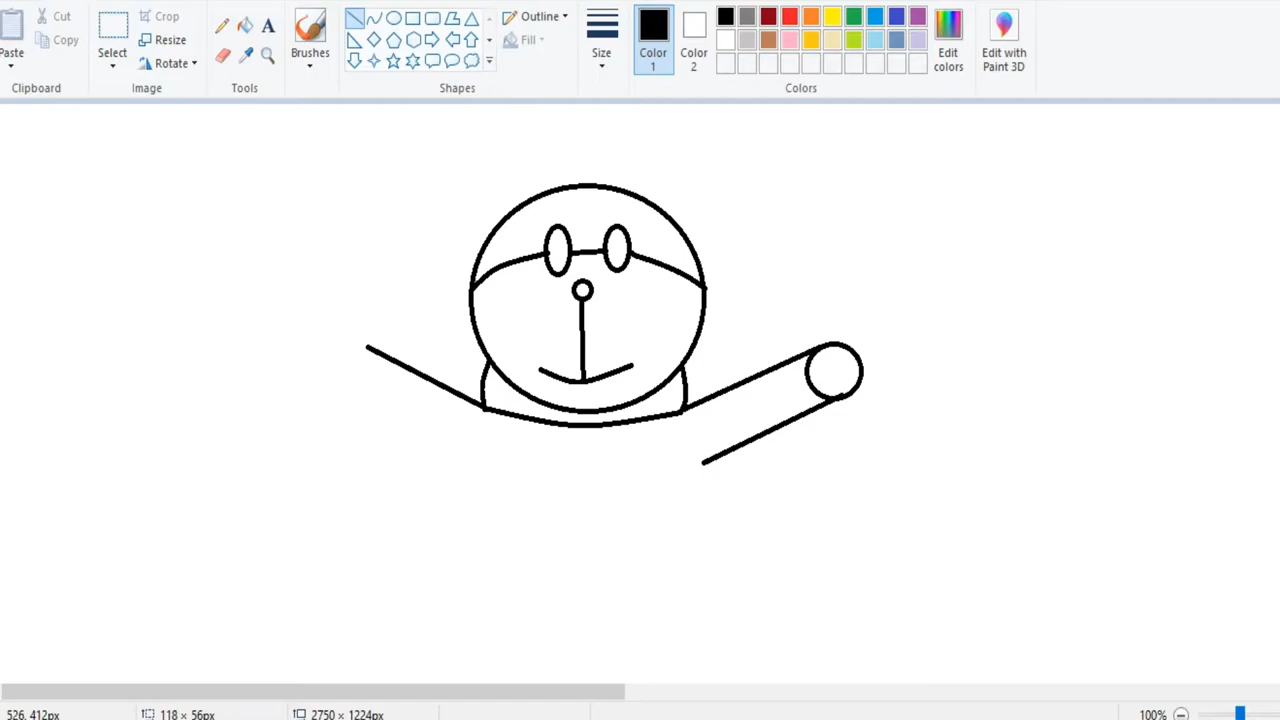 Paste
Cut
Copy
Clipboard
Select
Crop
Resize
Rotate
Image
A
Tools
Brushes
Shapes
Outline
Fill
Size
Color
1
Color
2
Edit
colors
Edit with
Paint 3D
Colors
526, 412px
118 × 56px
2750 × 1224px
100%